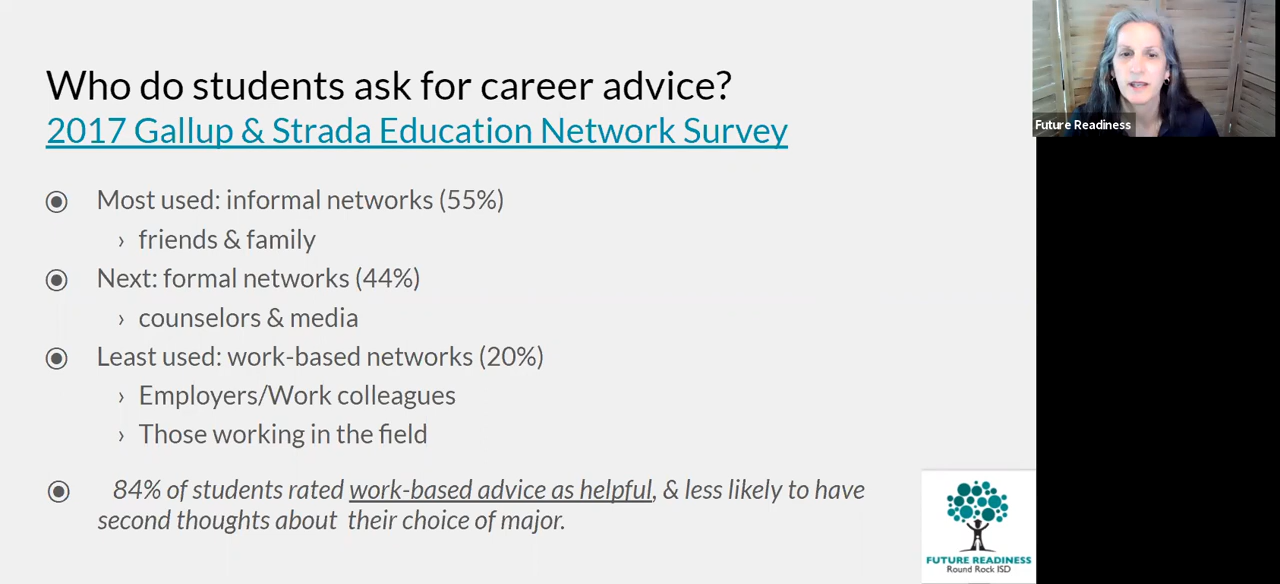 Who do students ask for career advice?
2017 Gallup & Strada Education Network Survey
Most used: informal networks (55%)
› friends & family
Next: formal networks (44%)
› counselors & media
Least used: work-based networks (20%)
› Employers/Work colleagues
› Those working in the field
84% of students rated work-based advice as helpful, & less likely to have
second thoughts about their choice of major.
Future Readiness
FUTURE READINESS
Round Rock ISD